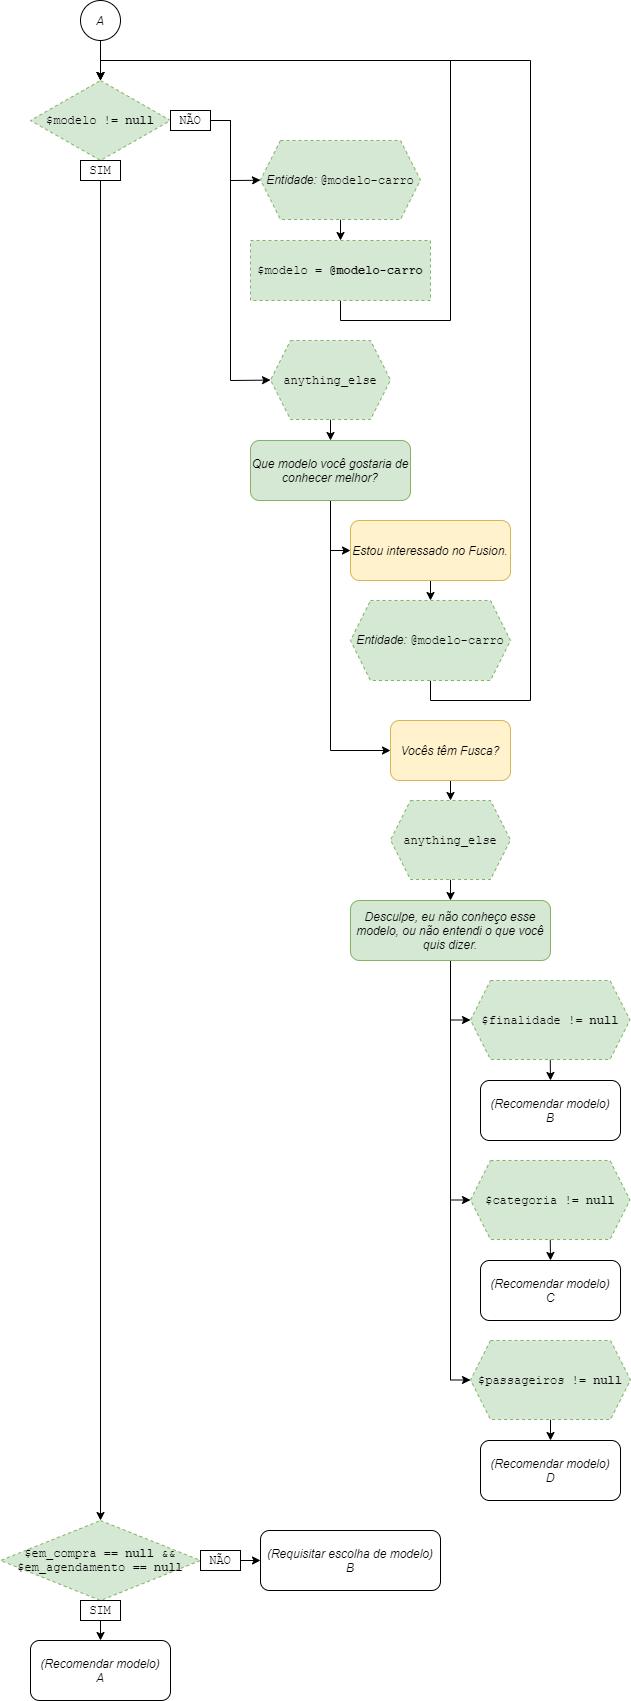 A
$modelo != null
NÃO
SIM
Entidade: @modelo-carro
$modelo = @modelo-carro
anything_else
Que modelo você gostaria de
conhecer melhor?
Estou interessado no Fusion.
Entidade: @modelo-carro
Vocês têm Fusca?
anything_else
Desculpe, eu não conheço esse
modelo, ou não entendi o que você
quis dizer.
$finalidade != null
(Recomendar modelo)
B
$categoria != null
(Recomendar modelo)
C
$passageiros != null
(Recomendar modelo)
D
$em_compra == null &&
$em_agendamento == null
NÃO
(Requisitar escolha de modelo)
B
SIM
(Recomendar modelo)
A